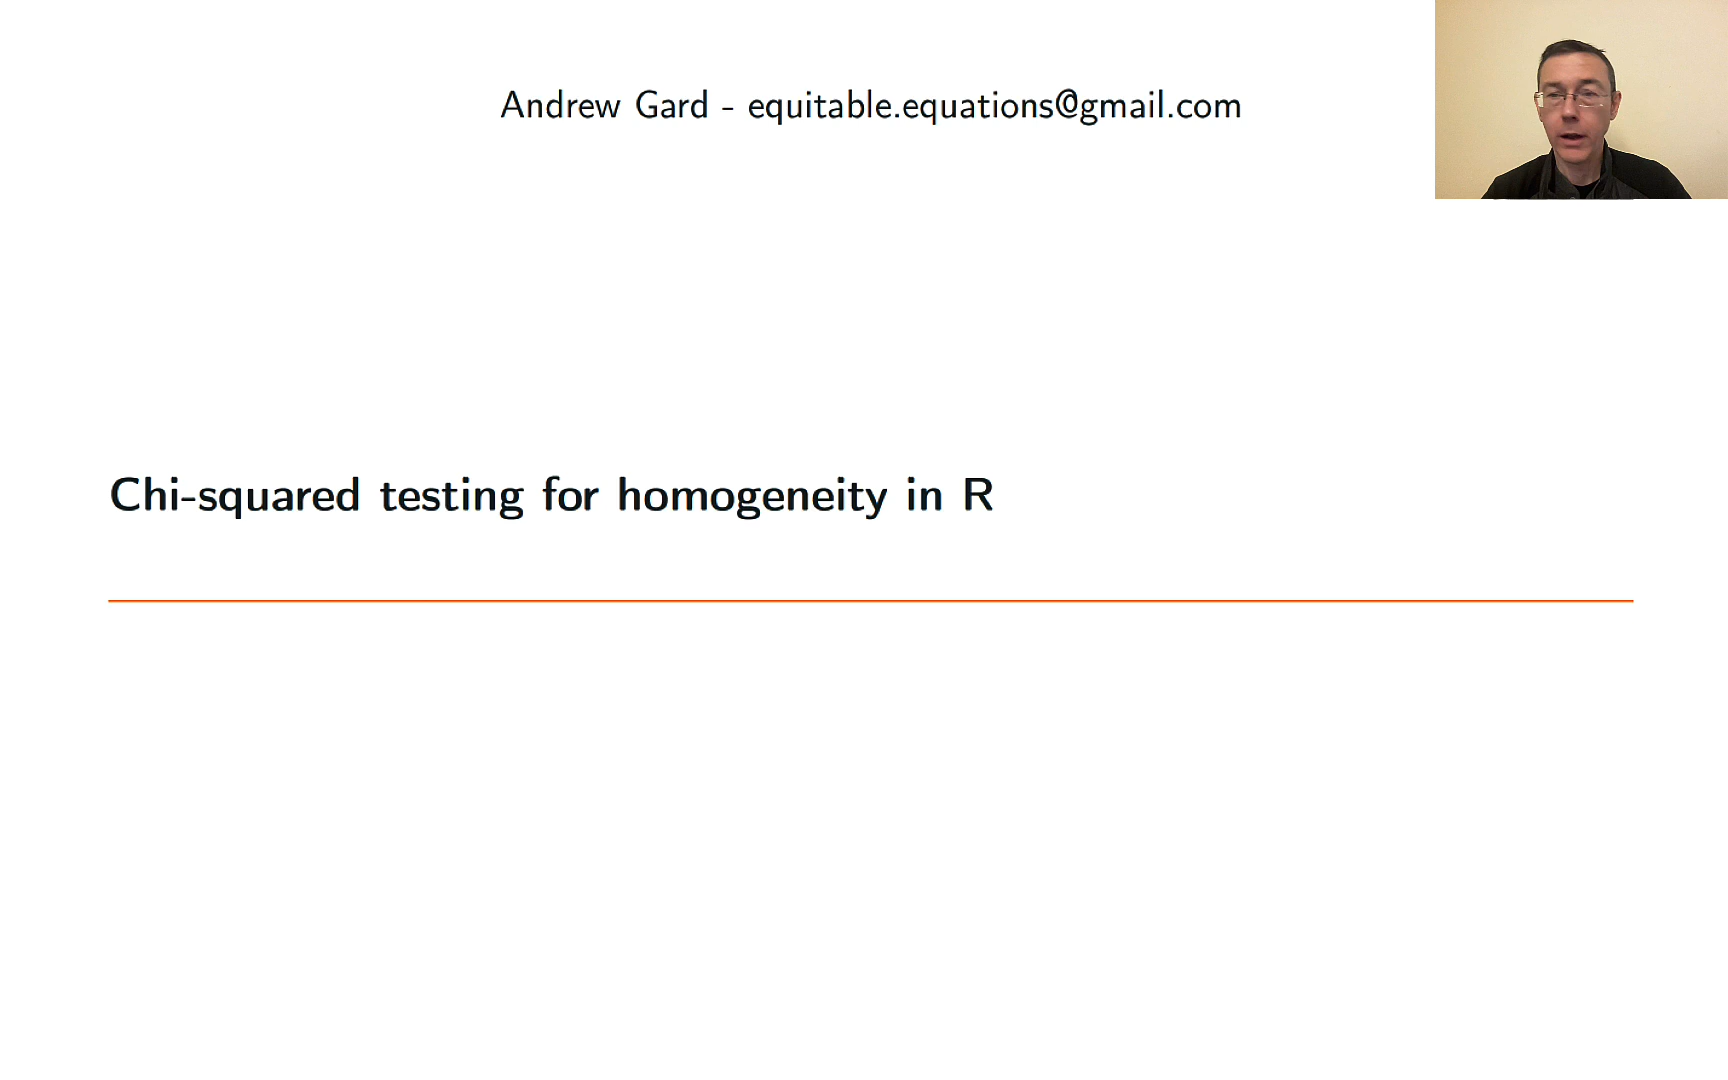 Andrew Gard - equitable.equations@gmail.com
Chi-squared testing for homogeneity in R